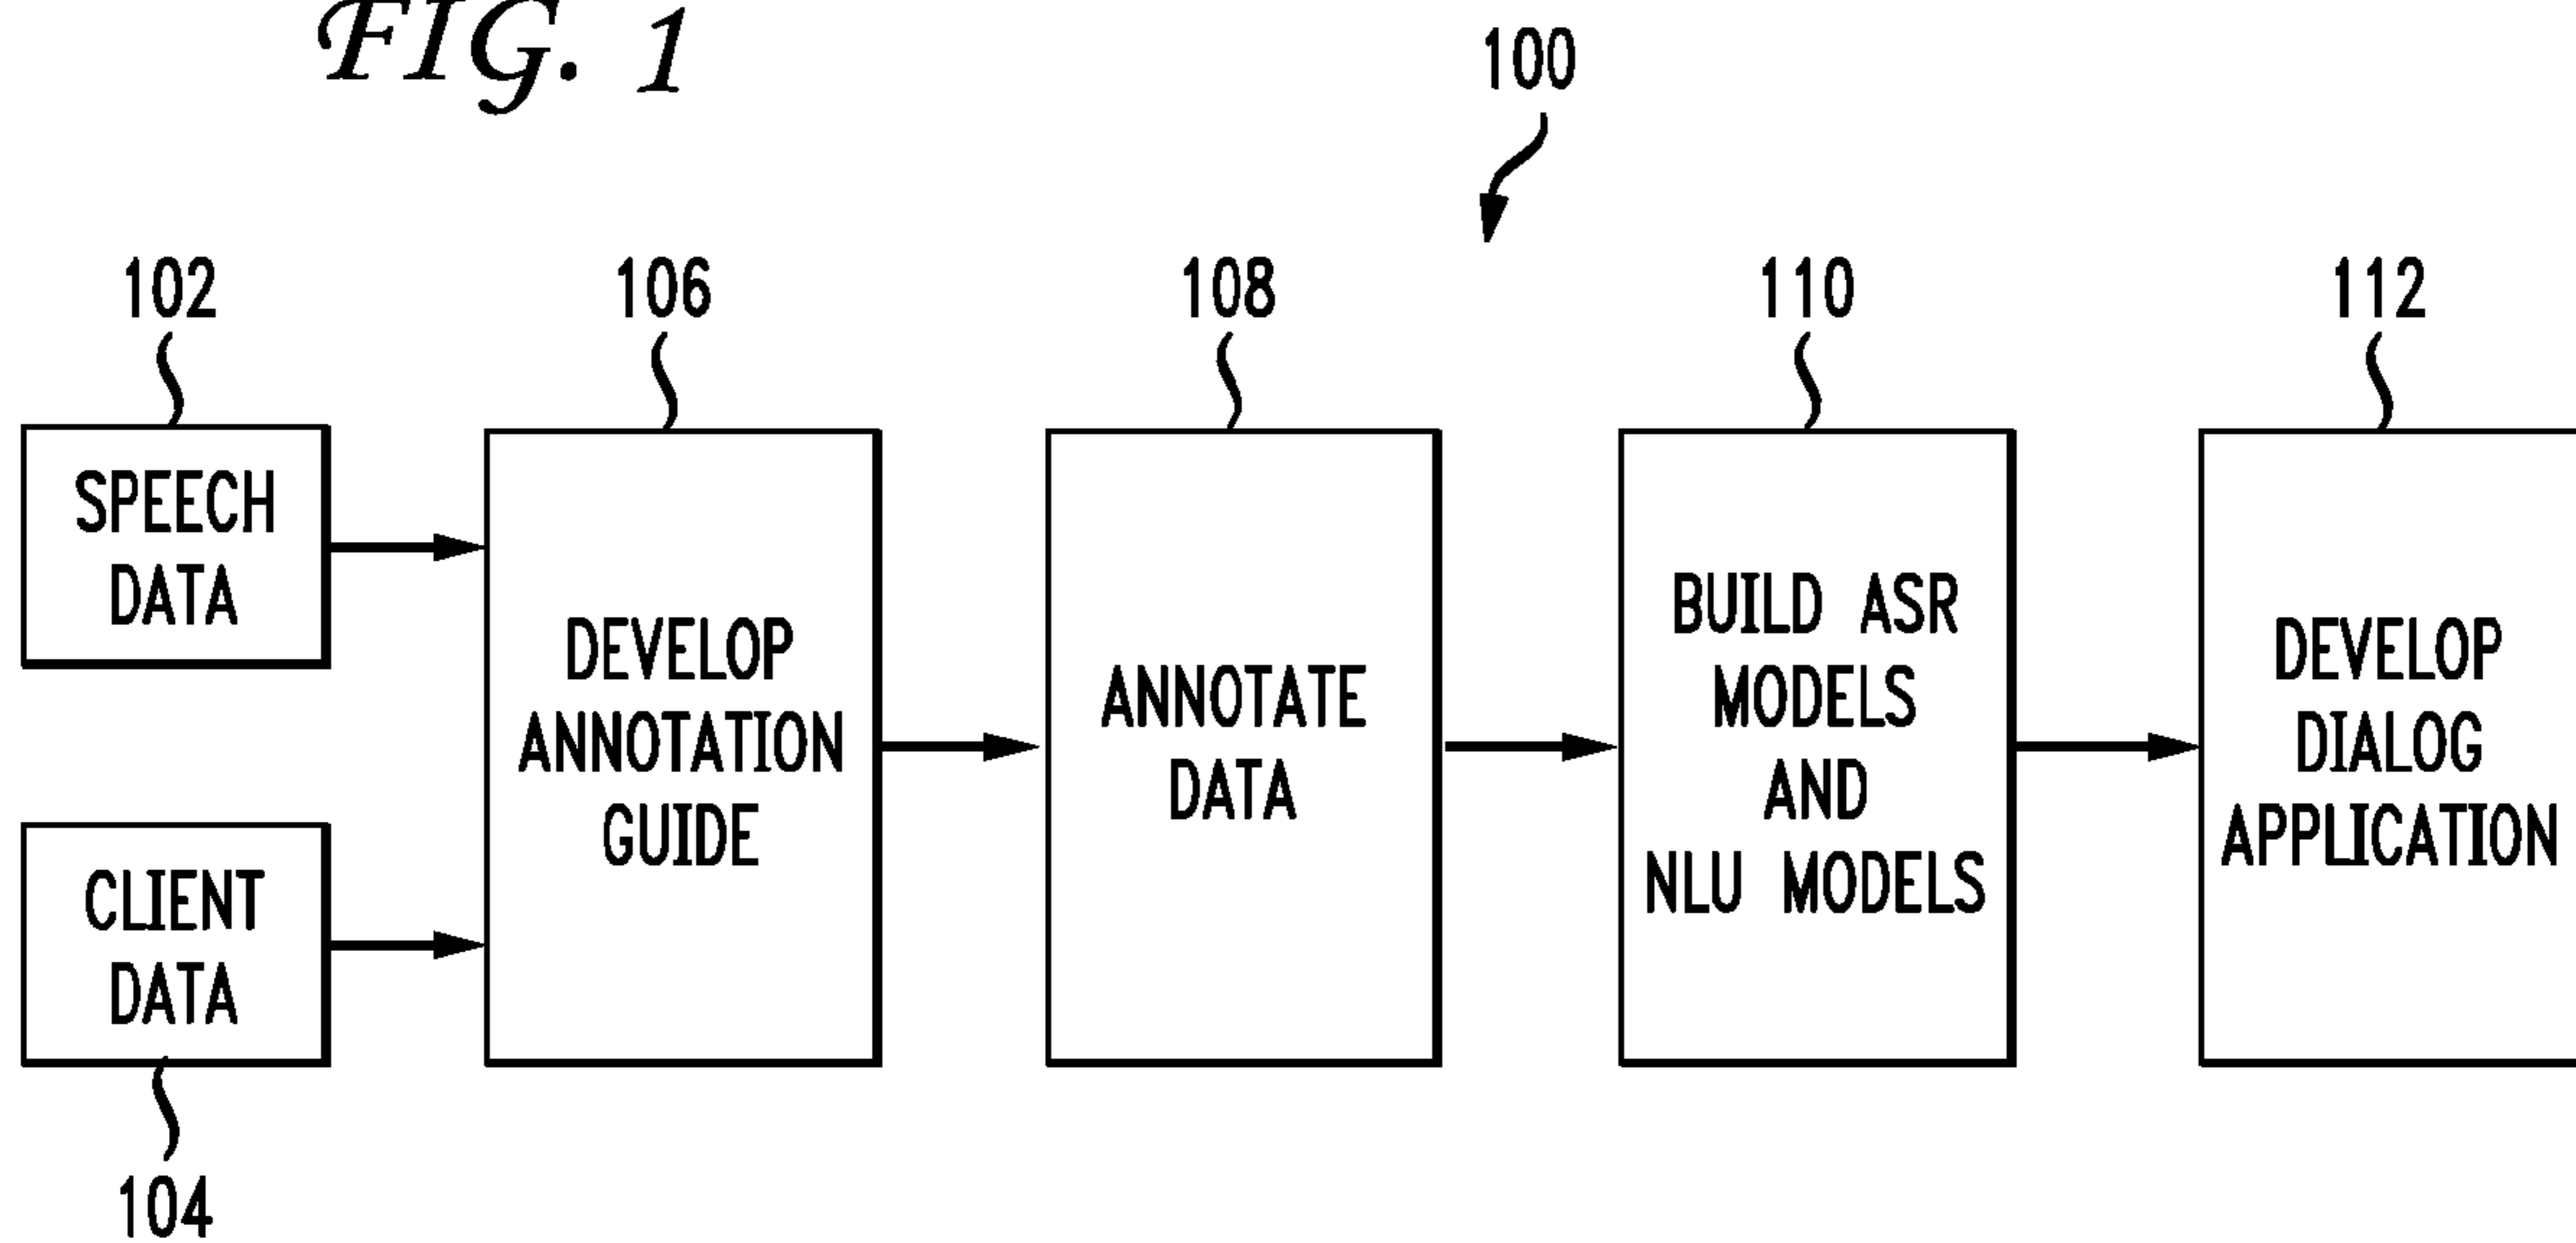 FIG. 1
100
102
106
108
110
112
SPEECH
DATA
CLIENT
DATA
104
DEVELOP
ANNOTATION
GUIDE
ANNOTATE
DATA
BUILD ASR
MODELS
AND
NLU MODELS
DEVELOP
DIALOG
APPLICATION